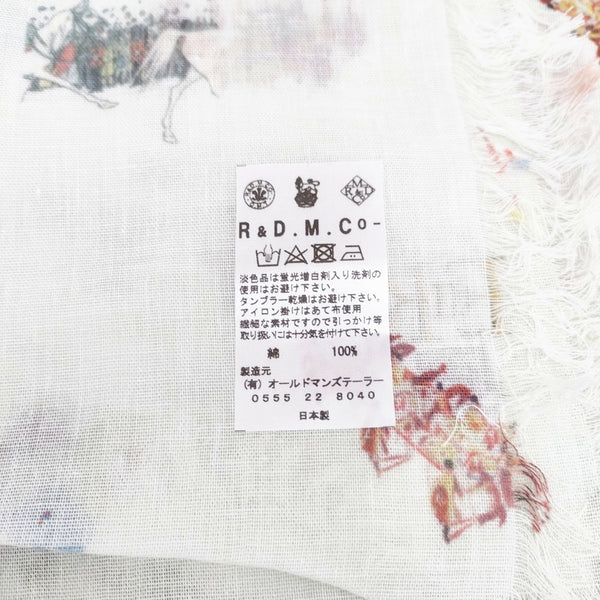 R&D.M.Co-
淡色品は蛍光増白剤入り洗剤の
使用はお避け下さい。
タンブラー乾燥はお避け下さい。
アイロン掛けはあて布使用
繊細な素材ですので引っかけ等
取り扱いには十分気を付けて下さい。
綿 100%
製造元
(有) オールドマンズテーラー
0555 22 8040
日本製